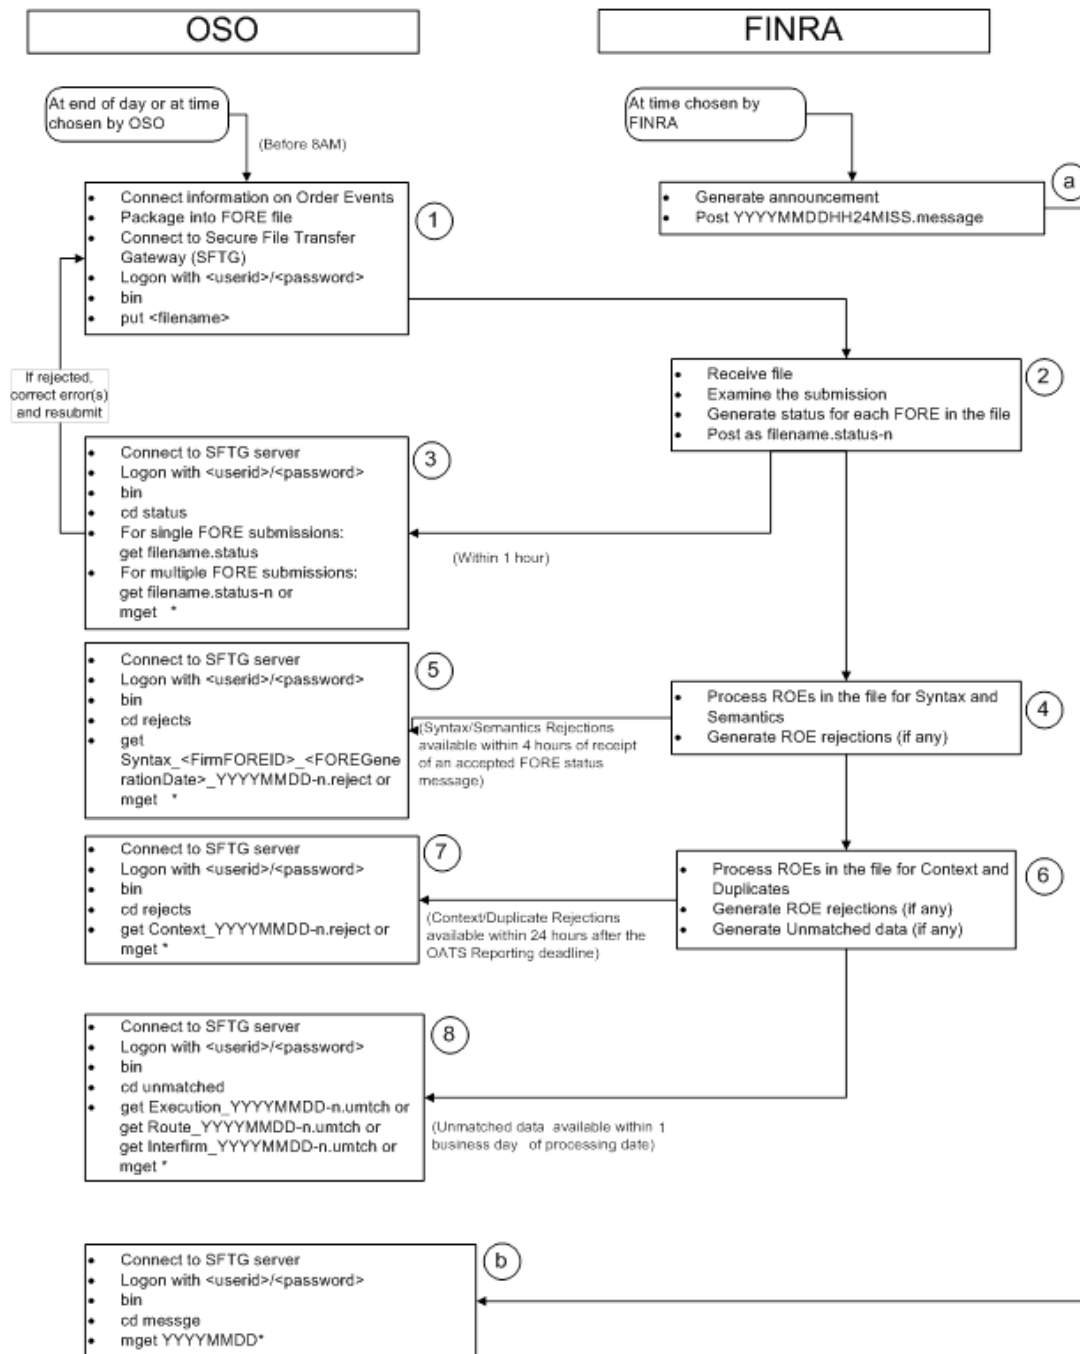 OSO
FINRA
At end of day or at time
chosen by OSO
At time chosen by
FINRA
(Before 8AM)
• Connect information on Order Events
• Package into FORE file
• Connect to Secure File Transfer
Gateway (SFTG)
• Logon with <userid>/<password>
• bin
• put <filename>
1
• Generate announcement
• Post YYYYMMDDHH24MISS.message
a
If rejected,
correct error(s)
and resubmit
• Receive file
• Examine the submission
• Generate status for each FORE in the file
• Post as filename.status-n
2
• Connect to SFTG server
• Logon with <userid>/<password>
• bin
• cd status
• For single FORE submissions:
get filename.status
• For multiple FORE submissions:
get filename.status-n or
mget *
3
(Within 1 hour)
• Connect to SFTG server
• Logon with <userid>/<password>
• bin
• cd rejects
• get
Syntax_<FirmFOREID>_<FOREGene
rationDate>_YYYYMMDD-n.reject or
mget *
5
(Syntax/Semantics Rejections
available within 4 hours of receipt
of an accepted FORE status
message)
• Process ROEs in the file for Syntax and
Semantics
• Generate ROE rejections (if any)
4
• Connect to SFTG server
• Logon with <userid>/<password>
• bin
• cd rejects
• get Context_YYYYMMDD-n.reject or
mget *
7
(Context/Duplicate Rejections
available within 24 hours after the
OATS Reporting deadline)
• Process ROEs in the file for Context and
Duplicates
• Generate ROE rejections (if any)
• Generate Unmatched data (if any)
6
• Connect to SFTG server
• Logon with <userid>/<password>
• bin
• cd unmatched
• get Execution_YYYYMMDD-n.umtch or
get Route_YYYYMMDD-n.umtch or
get Interfirm_YYYYMMDD-n.umtch or
mget *
8
(Unmatched data available within 1
business day of processing date)
• Connect to SFTG server
• Logon with <userid>/<password>
• bin
• cd messge
• mget YYYYMMDD*
b